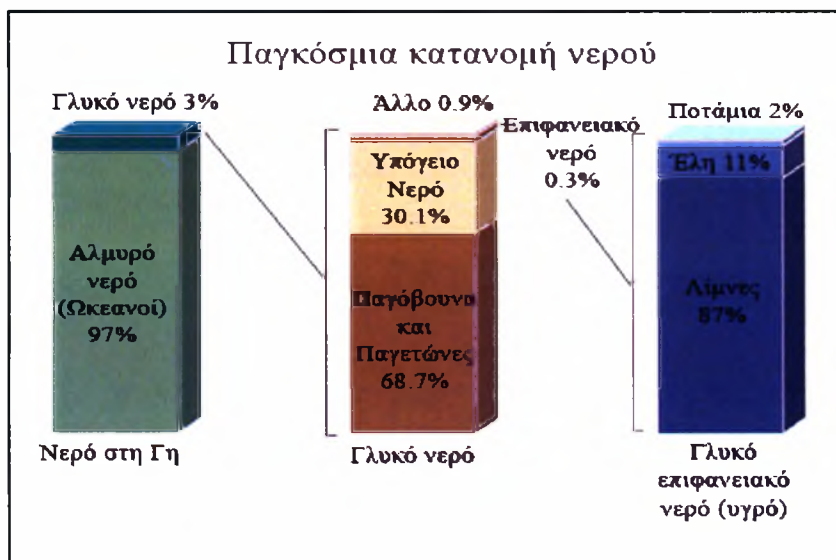 Παγκόσμια κατανομή νερού
Γλυκό νερό 3%
Αλμυρό
νερό
(Ωκεανοί)
97%
Νερό στη Γη
Άλλο 0.9%
Υπόγειο
Νερό
30.1%
Παγόβουνα
και
Παγετώνες
68.7%
Γλυκό νερό
Επιφανειακό
νερό
0.3%
Ποτάμια 2%
Έλη 11%
Λίμνες
87%
Γλυκό
επιφανειακό
νερό (υγρό)